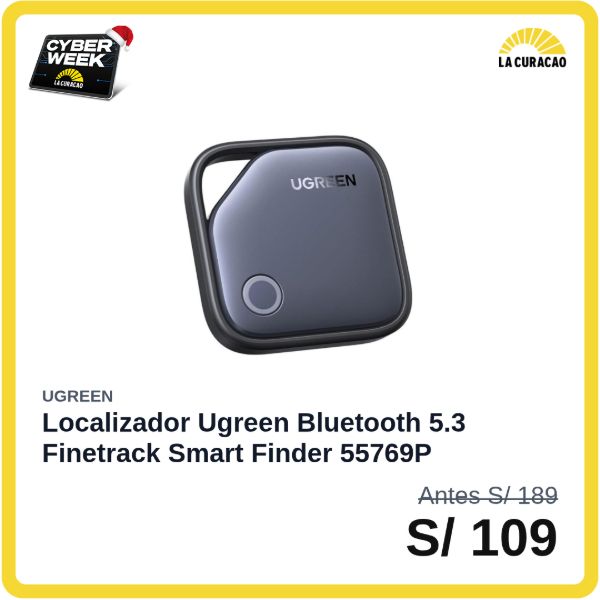 CYBER
WEEK
LA CURACAO
LA CURACAO
UGREEN
UGREEN
Localizador Ugreen Bluetooth 5.3
Finetrack Smart Finder 55769P
Antes S/ 189
S/ 109